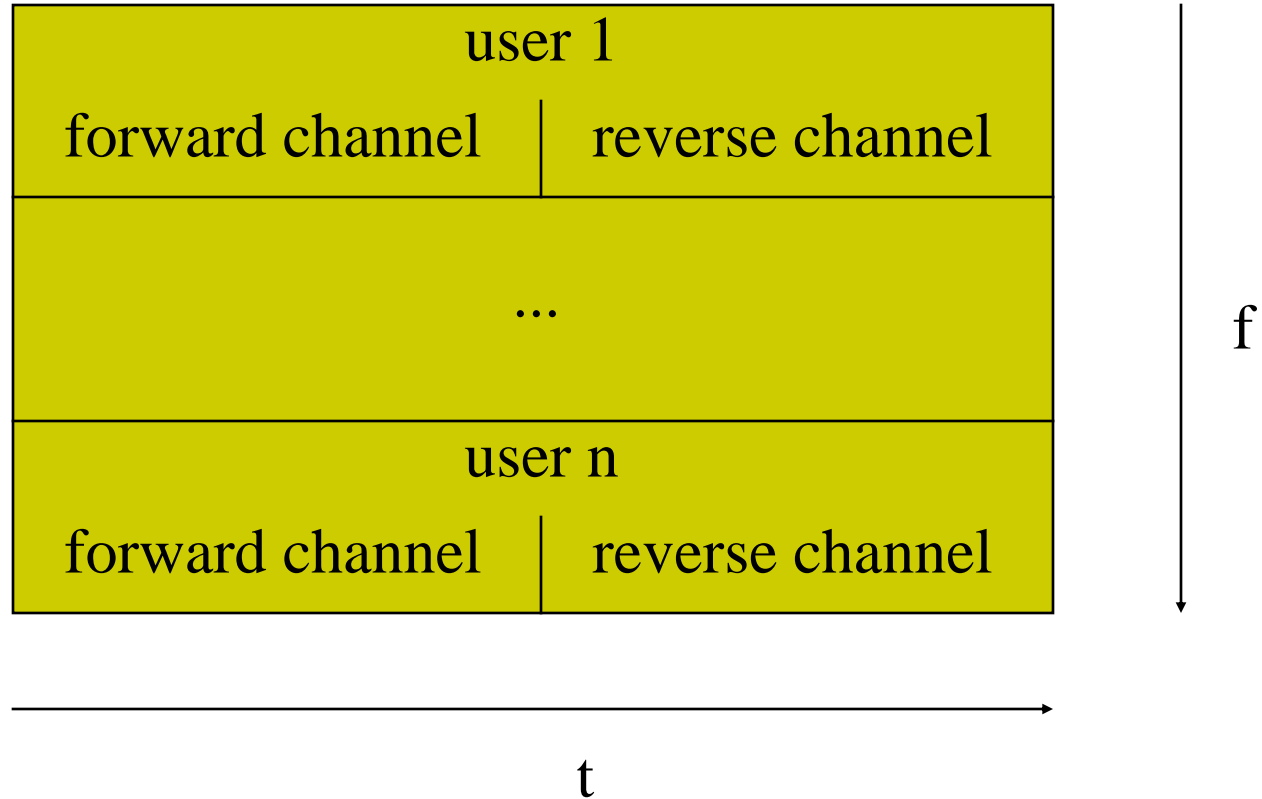 user 1
forward channel reverse channel
...
f
user n
forward channel reverse channel
t